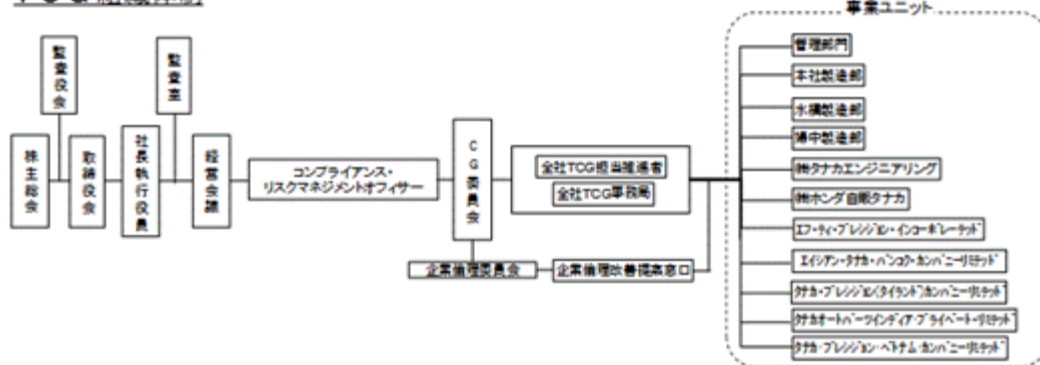 TCG組織体制
事業ユニット
監査役会
監査室
株主総会
取締役会
社長執行役員
経営会議
コンプライアンス・
リスクマネジメントオフィサー
CG委員会
全社TCG担当推進者
全社TCG事務局
企業倫理委員会
企業倫理改善提案窓口
管理部門
本社製造部
水橋製造部
婦中製造部
㈱タナカエンジニアリング
㈱ホンダ自販タナカ
エフ・ティ・プレシジョン・インコーポレーテッド
エイシアン・タナカ・バンコク・カンパニーリミテッド
タナカ・プレシジョン(タイランド)カンパニーリミテッド
タナカオートパーツインディア・プライベート・リミテッド
タナカ・プレシジョン・ベトナム・カンパニーリミテッド